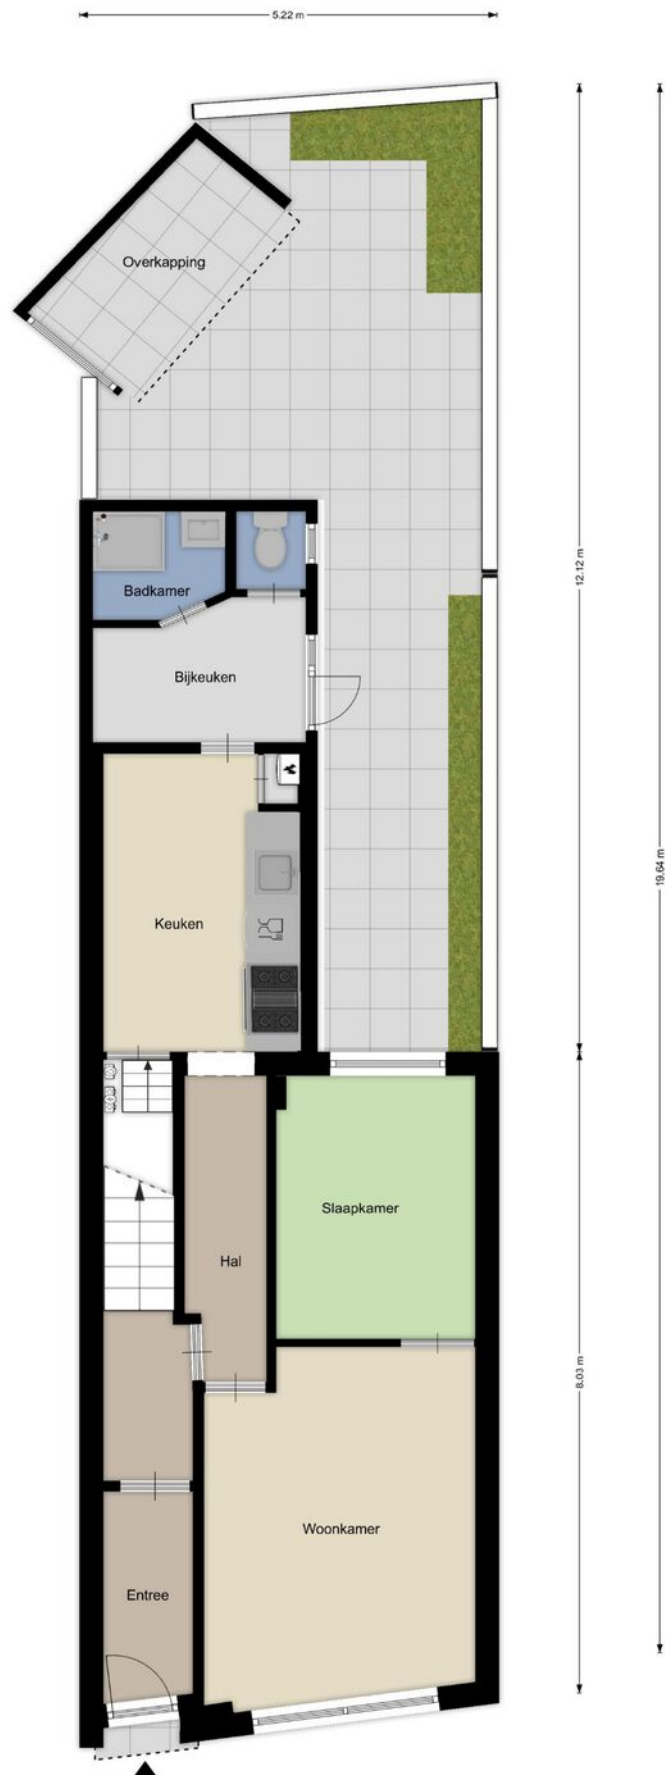 5.22 m
Overkapping
12.12 m
Badkamer
Bijkeuken
19.64 m
Keuken
Slaapkamer
Hal
8.03 m
Woonkamer
Entree